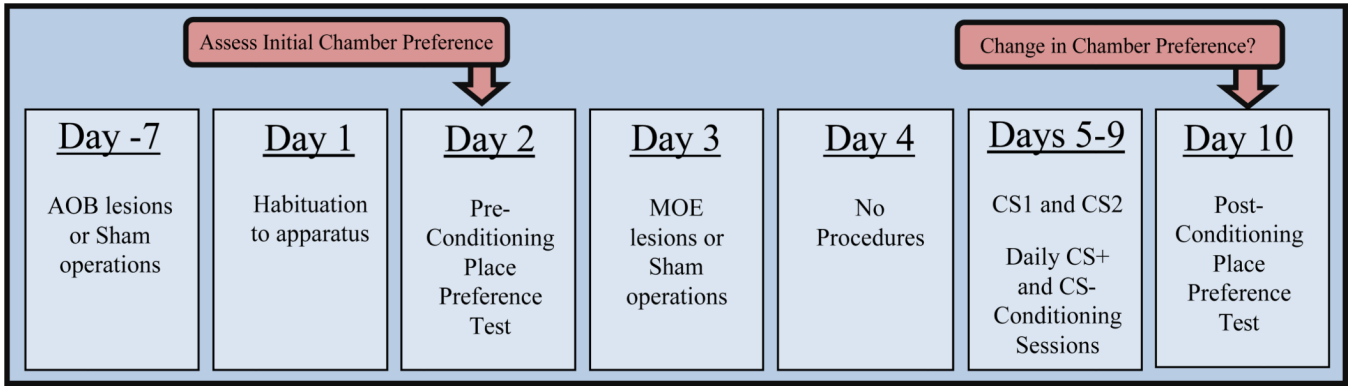 Assess Initial Chamber Preference
Change in Chamber Preference?
Day -7
AOB lesions
or Sham
operations
Day 1
Habituation
to apparatus
Day 2
Pre-
Conditioning
Place
Preference
Test
Day 3
MOE
lesions or
Sham
operations
Day 4
No
Procedures
Days 5-9
CS1 and CS2
Daily CS+
and CS-
Conditioning
Sessions
Day 10
Post-
Conditioning
Place
Preference
Test